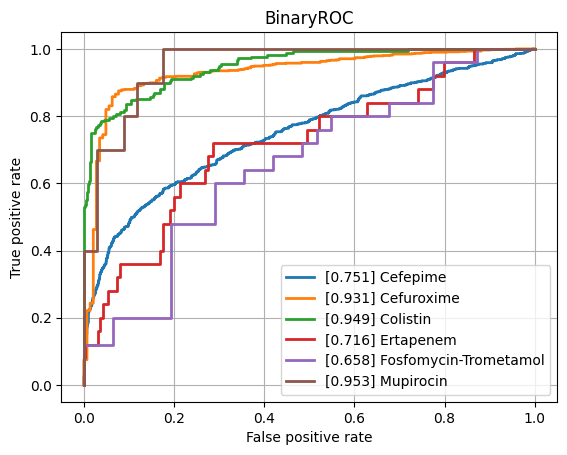 BinaryROC
True positive rate
1.0
0.8
0.6
0.4
0.2
0.0
[0.751] Cefepime
[0.931] Cefuroxime
[0.949] Colistin
[0.716] Ertapenem
[0.658] Fosfomycin-Trometamol
[0.953] Mupirocin
0.0 0.2 0.4 0.6 0.8 1.0
False positive rate